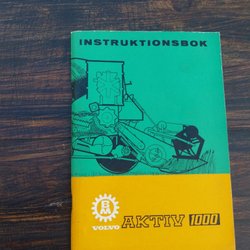 INSTRUKTIONSBOK
BM
VOLVO
AKTIV 1000